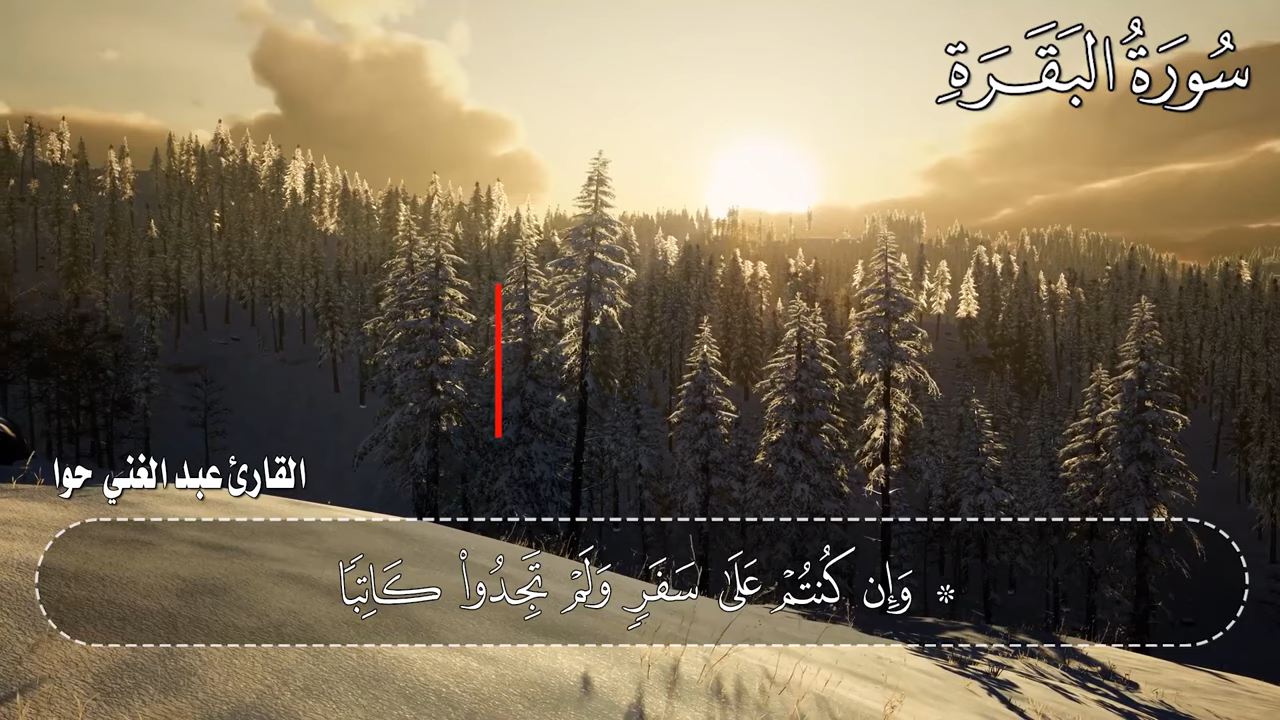 سُورَةُ البَقَرَةِ
القارئ عبد الغني حوا
* وَإِن كُنتُمْ عَلَىٰ سَفَرٍ وَلَمْ تَجِدُوا۟ كَاتِبًا